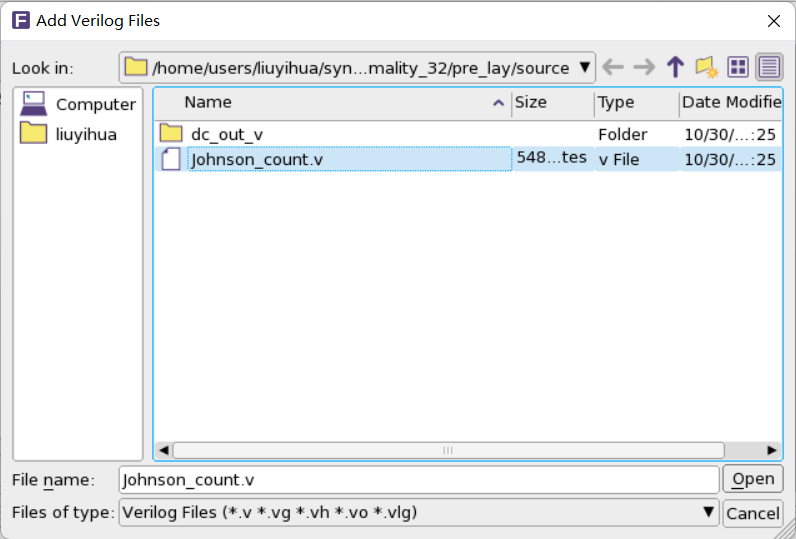 F Add Verilog Files
Look in: /home/users/liuyihua/syn...mality_32/pre_lay/source
Computer
liuyihua
Name Size Type Date Modifie
dc_out_v Folder 10/30/...:25
Johnson_count.v 548...tes v File 10/30/...:25
File name: Johnson_count.v Open
Files of type: Verilog Files (*.v *.vg *.vh *.vo *.vlg) Cancel